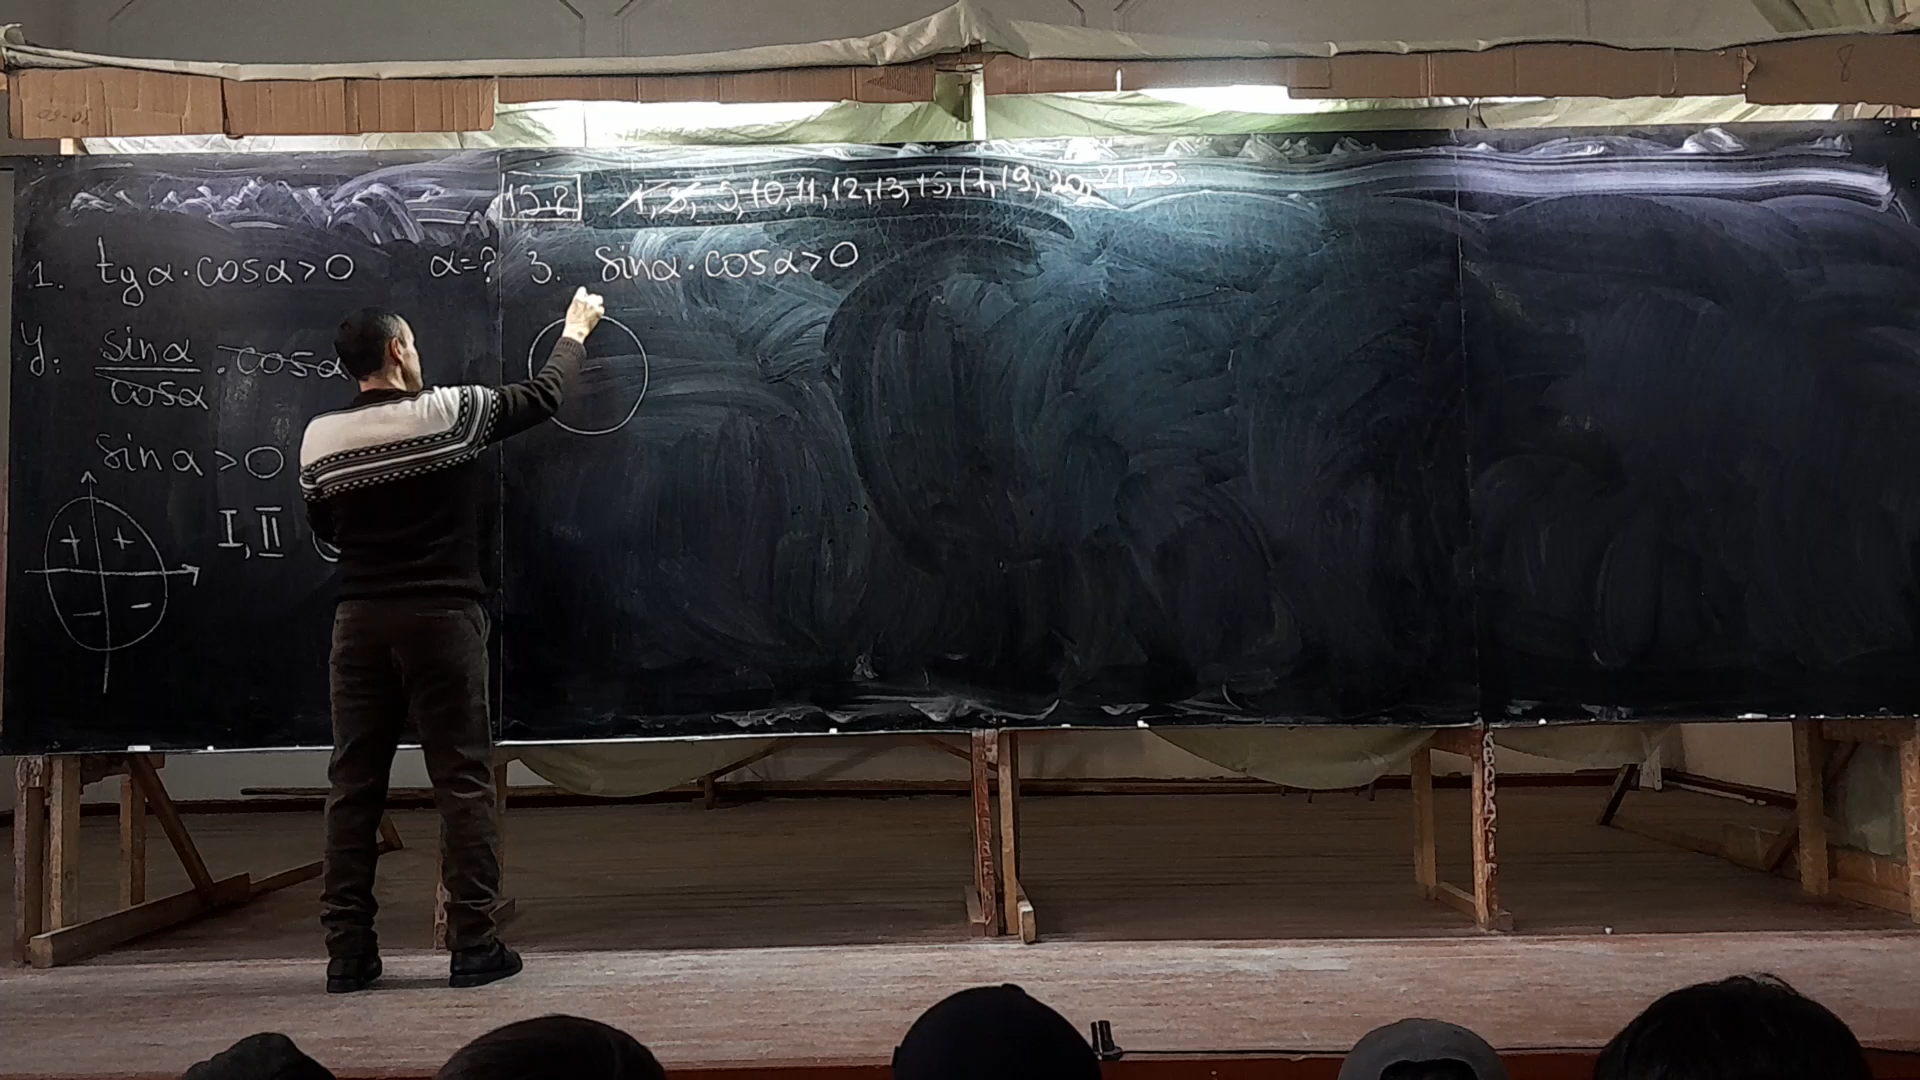 15.2 1, 3, 5, 10, 11, 12, 13, 15, 17, 19, 20, 21, 25.
1. tgα·cosα>0 α=?
y: sinα/cosα · cosα
sinα>0
I, II
+ +
− −
3. sinα·cosα>0